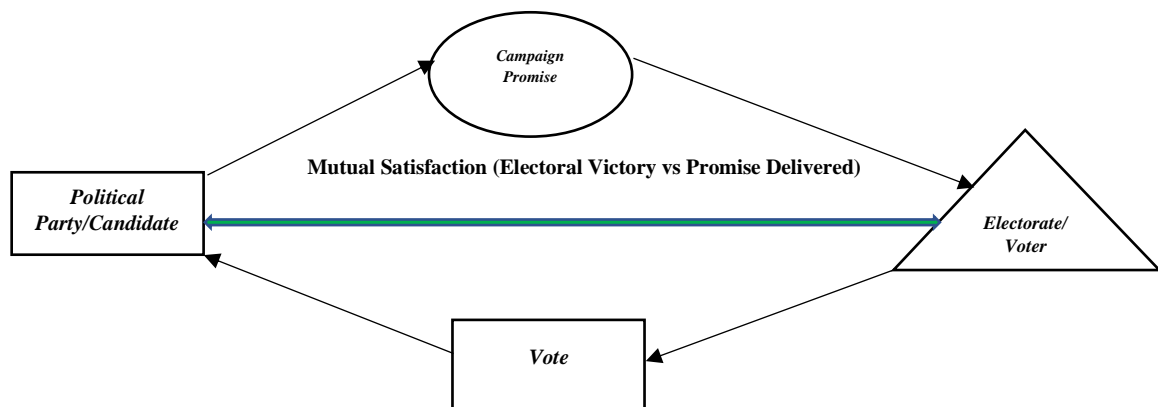 Campaign
Promise
Mutual Satisfaction (Electoral Victory vs Promise Delivered)
Political
Party/Candidate
Electorate/
Voter
Vote